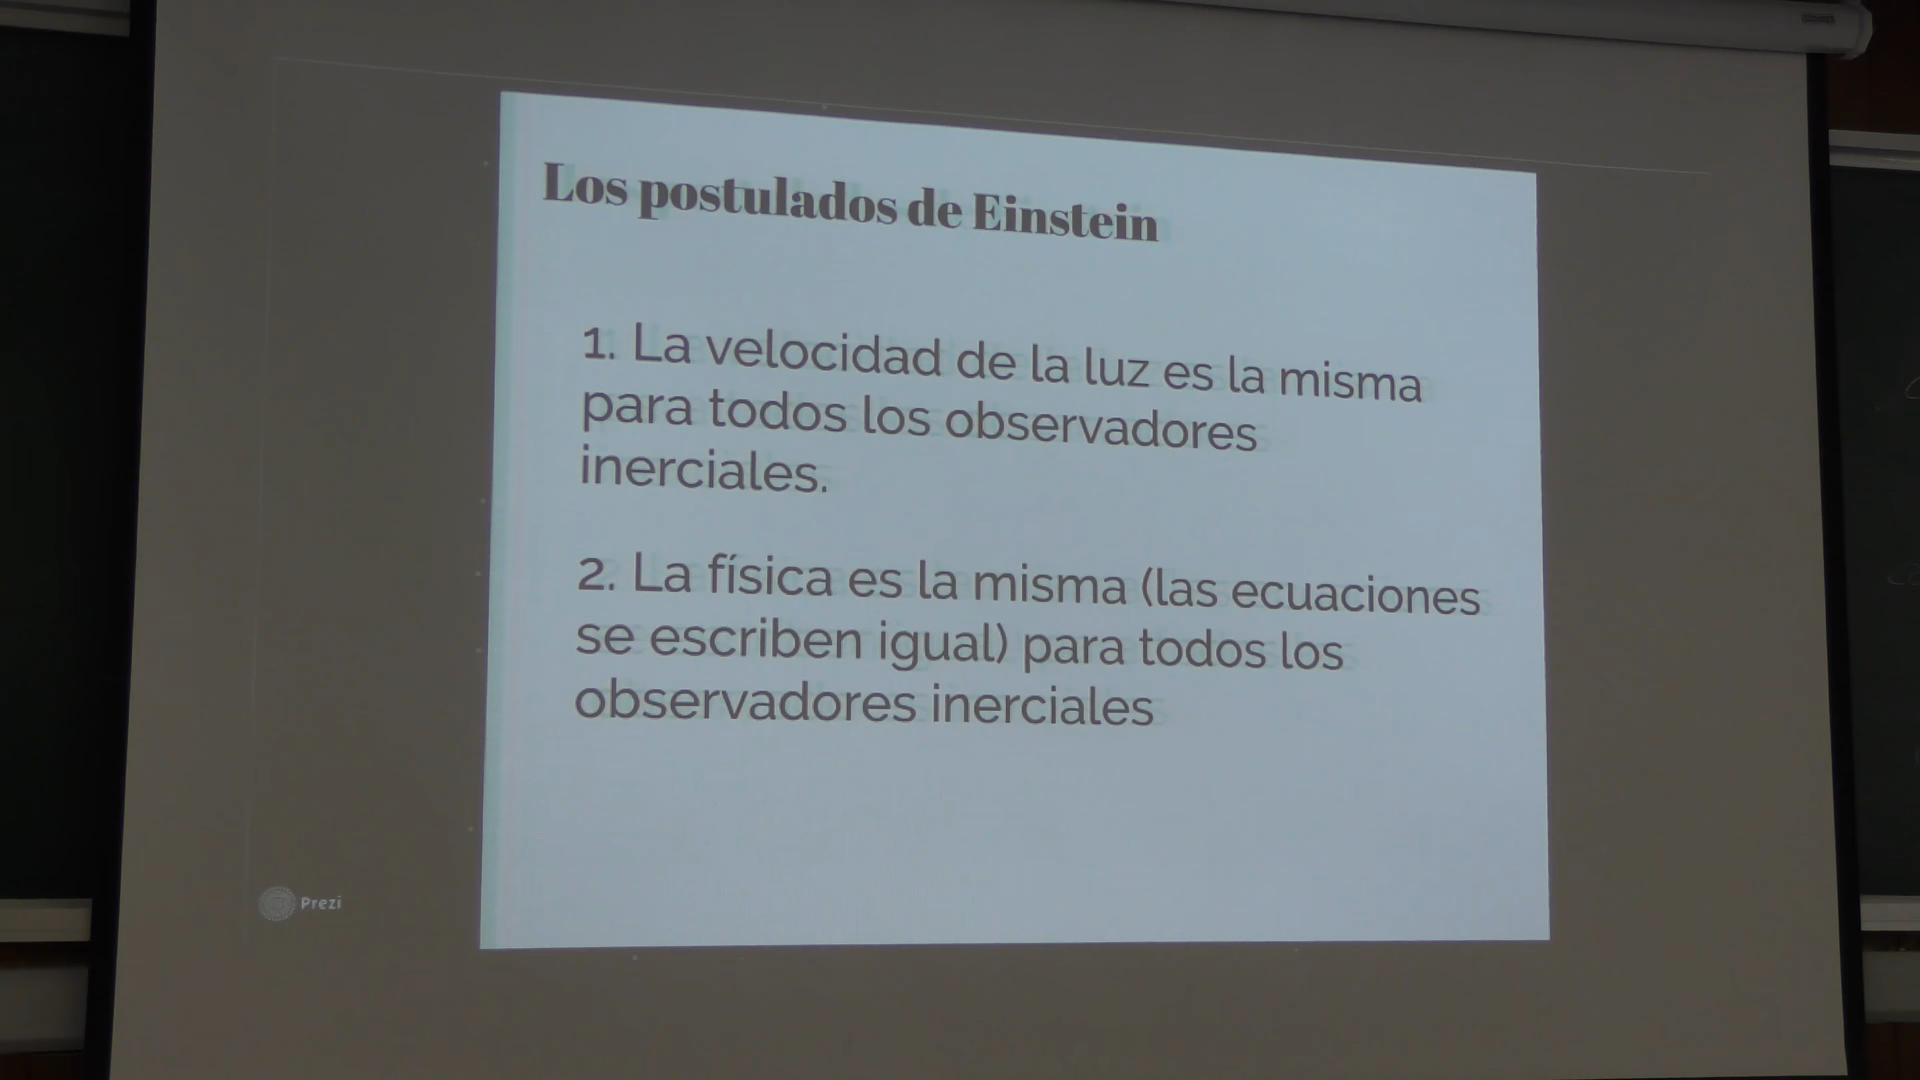 Los postulados de Einstein
1. La velocidad de la luz es la misma
para todos los observadores
inerciales.
2. La física es la misma (las ecuaciones
se escriben igual) para todos los
observadores inerciales
Prezi